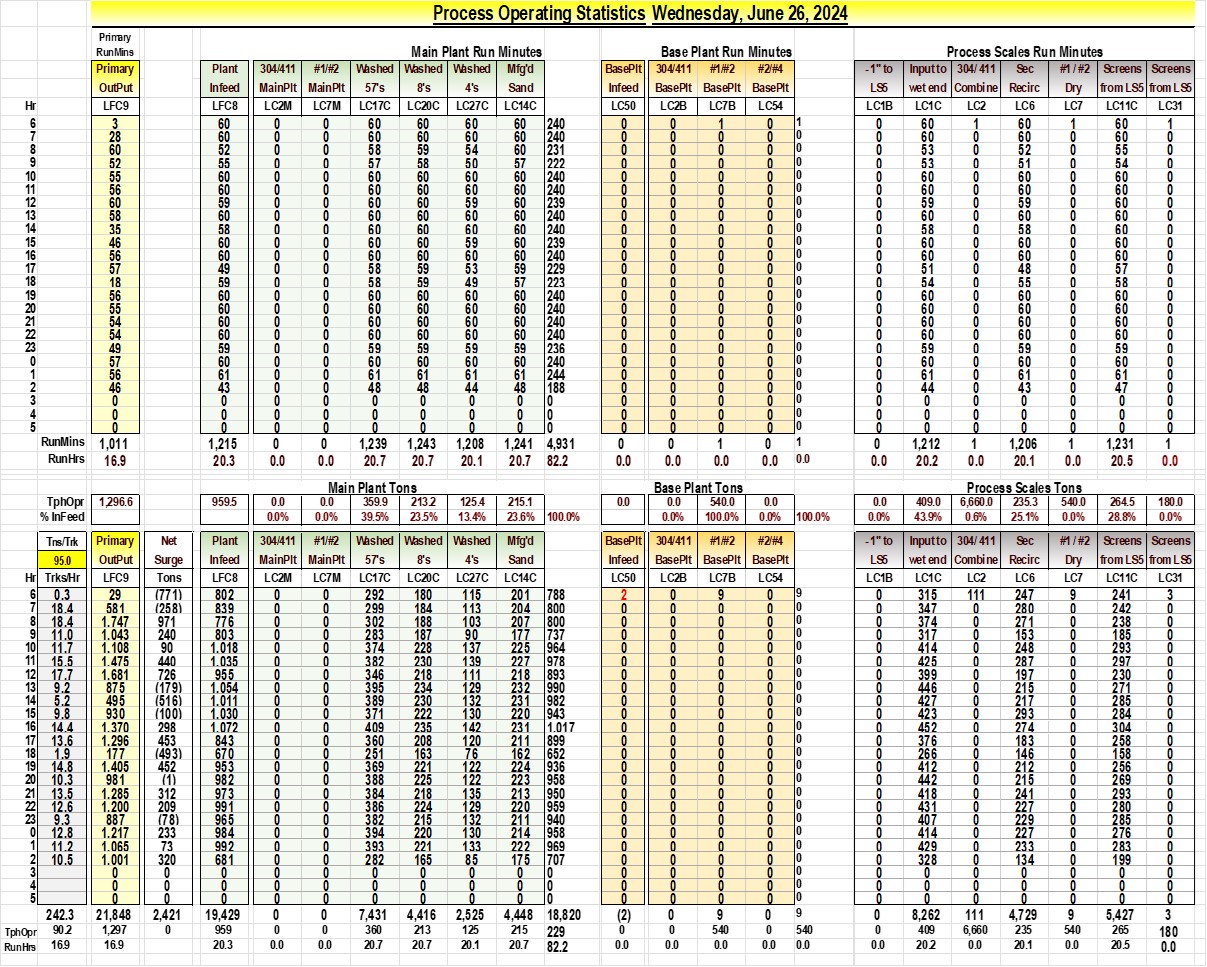 Process Operating Statistics Wednesday, June 26, 2024
Primary
RunMins Main Plant Run Minutes Base Plant Run Minutes Process Scales Run Minutes
Primary Plant 304/411 #1/#2 Washed Washed Washed Mfg'd BasePlt 304/411 #1/#2 #2/#4 -1" to Input to 304/ 411 Sec #1 / #2 Screens Screens
OutPut Infeed MainPlt MainPlt 57's 8's 4's Sand Infeed BasePlt BasePlt BasePlt LS5 wet end Combine Recirc Dry from LS5 from LS5
Hr LFC9 LFC8 LC2M LC7M LC17C LC20C LC27C LC14C LC50 LC2B LC7B LC54 LC1B LC1C LC2 LC6 LC7 LC11C LC31
6 3 60 0 0 60 60 60 60 240 0 0 1 0 1 0 60 1 60 1 60 1
7 28 60 0 0 60 60 60 60 240 0 0 0 0 0 0 60 0 60 0 60 0
8 60 52 0 0 58 59 54 60 231 0 0 0 0 0 0 53 0 52 0 55 0
9 52 55 0 0 57 58 50 57 222 0 0 0 0 0 0 53 0 51 0 54 0
10 55 60 0 0 60 60 60 60 240 0 0 0 0 0 0 60 0 60 0 60 0
11 56 60 0 0 60 60 60 60 240 0 0 0 0 0 0 60 0 60 0 60 0
12 60 59 0 0 60 60 59 60 239 0 0 0 0 0 0 59 0 59 0 60 0
13 58 60 0 0 60 60 60 60 240 0 0 0 0 0 0 60 0 60 0 60 0
14 35 58 0 0 60 60 60 60 240 0 0 0 0 0 0 58 0 58 0 60 0
15 46 60 0 0 60 60 59 60 239 0 0 0 0 0 0 60 0 60 0 60 0
16 56 60 0 0 60 60 60 60 240 0 0 0 0 0 0 60 0 60 0 60 0
17 57 49 0 0 58 59 53 59 229 0 0 0 0 0 0 51 0 48 0 57 0
18 18 59 0 0 58 59 49 57 223 0 0 0 0 0 0 54 0 55 0 58 0
19 56 60 0 0 60 60 60 60 240 0 0 0 0 0 0 60 0 60 0 60 0
20 55 60 0 0 60 60 60 60 240 0 0 0 0 0 0 60 0 60 0 60 0
21 54 60 0 0 60 60 60 60 240 0 0 0 0 0 0 60 0 60 0 60 0
22 54 60 0 0 60 60 60 60 240 0 0 0 0 0 0 60 0 60 0 60 0
23 49 59 0 0 59 59 59 59 236 0 0 0 0 0 0 59 0 59 0 59 0
0 57 60 0 0 60 60 60 60 240 0 0 0 0 0 0 60 0 60 0 60 0
1 56 61 0 0 61 61 61 61 244 0 0 0 0 0 0 61 0 61 0 61 0
2 46 43 0 0 48 48 44 48 188 0 0 0 0 0 0 44 0 43 0 47 0
3 0 0 0 0 0 0 0 0 0 0 0 0 0 0 0 0 0 0 0 0 0
4 0 0 0 0 0 0 0 0 0 0 0 0 0 0 0 0 0 0 0 0 0
5 0 0 0 0 0 0 0 0 0 0 0 0 0 0 0 0 0 0 0 0 0
RunMins 1,011 1,215 0 0 1,239 1,243 1,208 1,241 4,931 0 0 1 0 1 0 1,212 1 1,206 1 1,231 1
RunHrs 16.9 20.3 0.0 0.0 20.7 20.7 20.1 20.7 82.2 0.0 0.0 0.0 0.0 0.0 0.0 20.2 0.0 20.1 0.0 20.5 0.0
Main Plant Tons Base Plant Tons Process Scales Tons
TphOpr 1,296.6 959.5 0.0 0.0 359.9 213.2 125.4 215.1 0.0 0.0 540.0 0.0 0.0 409.0 6,660.0 235.3 540.0 264.5 180.0
% InFeed 0.0% 0.0% 39.5% 23.5% 13.4% 23.6% 100.0% 0.0% 100.0% 0.0% 100.0% 0.0% 43.9% 0.6% 25.1% 0.0% 28.8% 0.0%
Tns/Trk Primary Net Plant 304/411 #1/#2 Washed Washed Washed Mfg'd BasePlt 304/411 #1/#2 #2/#4 -1" to Input to 304/ 411 Sec #1 / #2 Screens Screens
95.0 OutPut Surge Infeed MainPlt MainPlt 57's 8's 4's Sand Infeed BasePlt BasePlt BasePlt LS5 wet end Combine Recirc Dry from LS5 from LS5
Hr Trks/Hr LFC9 Tons LFC8 LC2M LC7M LC17C LC20C LC27C LC14C LC50 LC2B LC7B LC54 LC1B LC1C LC2 LC6 LC7 LC11C LC31
6 0.3 29 (771) 802 0 0 292 180 115 201 788 2 0 9 0 9 0 315 111 247 9 241 3
7 18.4 581 (258) 839 0 0 299 184 113 204 800 0 0 0 0 0 0 347 0 280 0 242 0
8 18.4 1.747 971 776 0 0 302 188 103 207 800 0 0 0 0 0 0 374 0 271 0 238 0
9 11.0 1.043 240 803 0 0 283 187 90 177 737 0 0 0 0 0 0 317 0 153 0 185 0
10 11.7 1.108 90 1.018 0 0 374 228 137 225 964 0 0 0 0 0 0 414 0 248 0 293 0
11 15.5 1.475 440 1.035 0 0 382 230 139 227 978 0 0 0 0 0 0 425 0 287 0 297 0
12 17.7 1.681 726 955 0 0 346 218 111 218 893 0 0 0 0 0 0 399 0 197 0 230 0
13 9.2 875 (179) 1.054 0 0 395 234 129 232 990 0 0 0 0 0 0 446 0 215 0 271 0
14 5.2 495 (516) 1.011 0 0 389 230 132 231 982 0 0 0 0 0 0 427 0 217 0 285 0
15 9.8 930 (100) 1.030 0 0 371 222 130 220 943 0 0 0 0 0 0 423 0 293 0 284 0
16 14.4 1.370 298 1.072 0 0 409 235 142 231 1.017 0 0 0 0 0 0 452 0 274 0 304 0
17 13.6 1.296 453 843 0 0 360 208 120 211 899 0 0 0 0 0 0 376 0 183 0 258 0
18 1.9 177 (493) 670 0 0 251 163 76 162 652 0 0 0 0 0 0 266 0 146 0 158 0
19 14.8 1.405 452 953 0 0 369 221 122 224 936 0 0 0 0 0 0 412 0 212 0 256 0
20 10.3 981 (1) 982 0 0 388 225 122 223 958 0 0 0 0 0 0 442 0 215 0 269 0
21 13.5 1.285 312 973 0 0 384 218 135 213 950 0 0 0 0 0 0 418 0 241 0 293 0
22 12.6 1.200 209 991 0 0 386 224 129 220 959 0 0 0 0 0 0 431 0 227 0 280 0
23 9.3 887 (78) 965 0 0 382 215 132 211 940 0 0 0 0 0 0 407 0 229 0 285 0
0 12.8 1.217 233 984 0 0 394 220 130 214 958 0 0 0 0 0 0 414 0 227 0 276 0
1 11.2 1.065 73 992 0 0 393 221 133 222 969 0 0 0 0 0 0 429 0 233 0 283 0
2 10.5 1.001 320 681 0 0 282 165 85 175 707 0 0 0 0 0 0 328 0 134 0 199 0
3 0 0 0 0 0 0 0 0 0 0 0 0 0 0 0 0 0 0 0 0 0 0
4 0 0 0 0 0 0 0 0 0 0 0 0 0 0 0 0 0 0 0 0 0 0
5 0 0 0 0 0 0 0 0 0 0 0 0 0 0 0 0 0 0 0 0 0 0
242.3 21,848 2,421 19,429 0 0 7,431 4,416 2,525 4,448 18,820 (2) 0 9 0 9 0 8,262 111 4,729 9 5,427 3
TphOpr 90.2 1,297 0 959 0 0 360 213 125 215 229 0 0 540 0 540 0 409 6,660 235 540 265 180
RunHrs 16.9 16.9 20.3 0.0 0.0 20.7 20.7 20.1 20.7 82.2 0.0 0.0 0.0 0.0 0.0 20.2 0.0 20.1 0.0 20.5 0.0